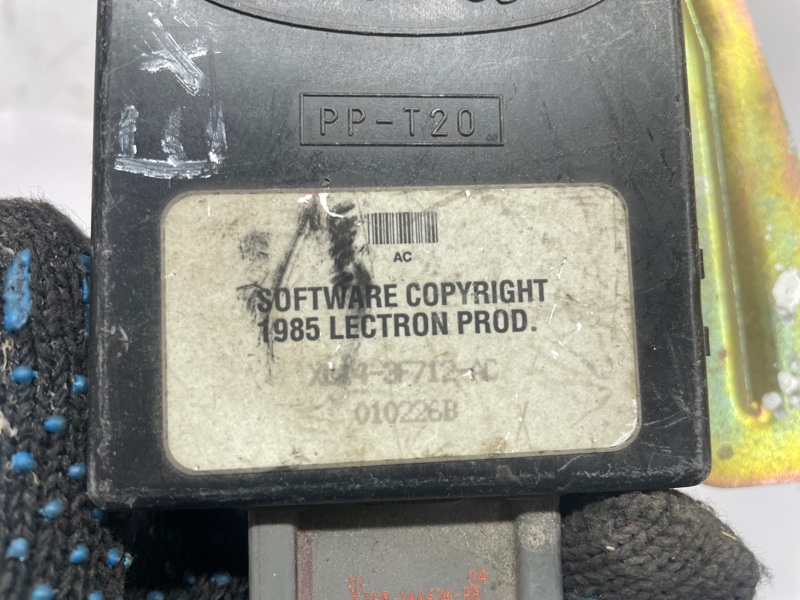 PP-T20
AC
SOFTWARE COPYRIGHT
1985 LECTRON PROD.
010226B